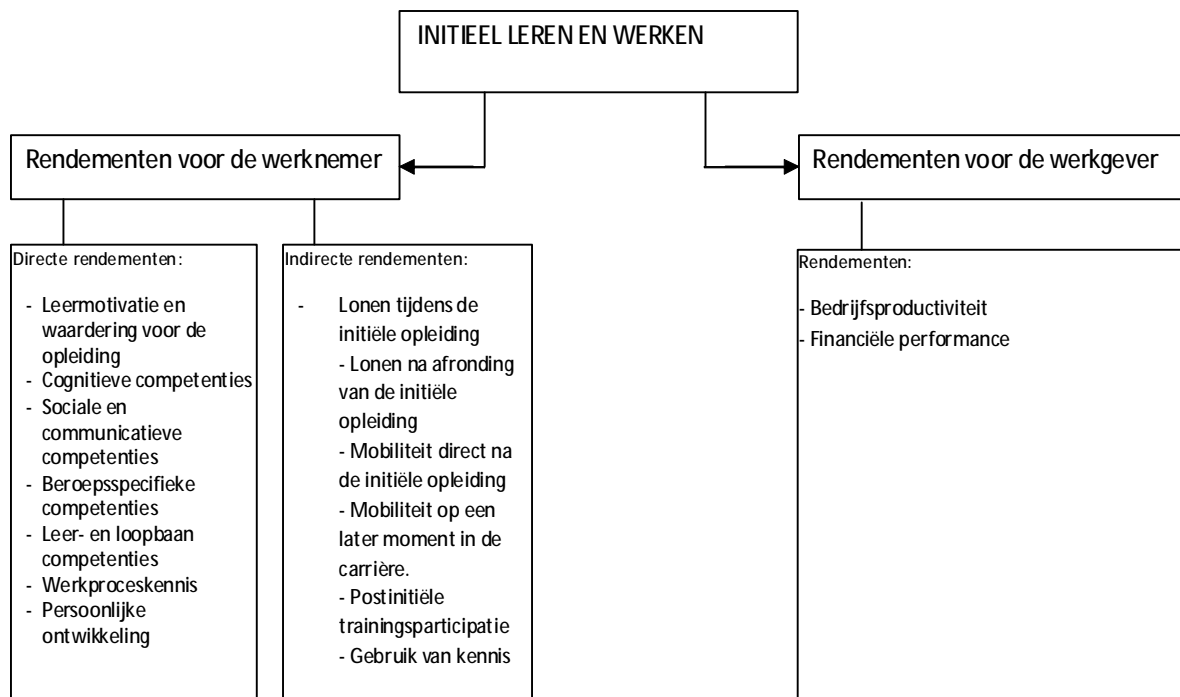 INITIEEL LEREN EN WERKEN
Rendementen voor de werknemer
Rendementen voor de werkgever
Directe rendementen:
- Leermotivatie en
waardering voor de
opleiding
- Cognitieve competenties
- Sociale en
communicatieve
competenties
- Beroepsspecifieke
competenties
- Leer- en loopbaan
competenties
- Werkproceskennis
- Persoonlijke
ontwikkeling
Indirecte rendementen:
- Lonen tijdens de
initiële opleiding
- Lonen na afronding
van de initiële
opleiding
- Mobiliteit direct na
de initiële opleiding
- Mobiliteit op een
later moment in de
carrière.
- Postinitiële
trainingsparticipatie
- Gebruik van kennis
Rendementen:
- Bedrijfsproductiviteit
- Financiële performance